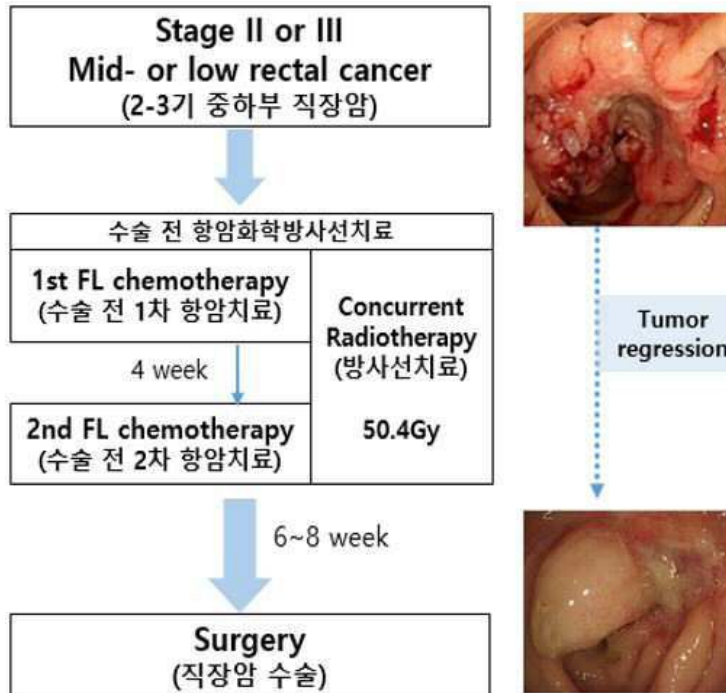 Stage II or III
Mid- or low rectal cancer
(2-3기 중하부 직장암)
수술 전 항암화학방사선치료
1st FL chemotherapy
(수술 전 1차 항암치료)
4 week
2nd FL chemotherapy
(수술 전 2차 항암치료)
Concurrent
Radiotherapy
(방사선치료)
50.4Gy
Tumor
regression
6~8 week
Surgery
(직장암 수술)